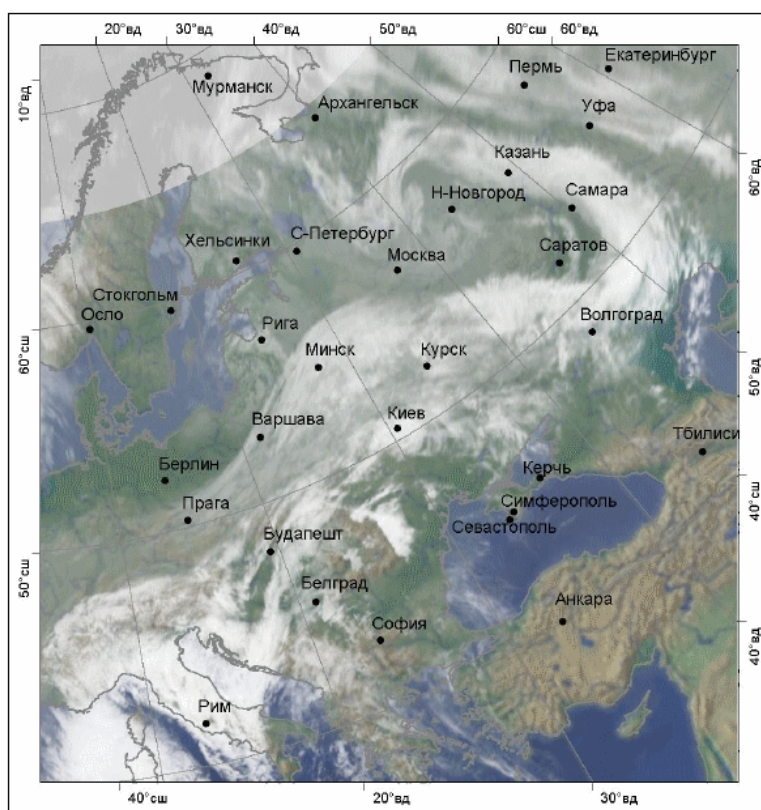 20°вд 30°вд 40°вд 50°вд 60°сш 60°вд
Екатеринбург
Пермь
Мурманск
10°вд
Архангельск
Уфа
Казань
60°вд
Н-Новгород
Самара
С-Петербург
Хельсинки
Москва
Саратов
Стокгольм
Осло
Рига
Волгоград
60°сш
Минск
Курск
50°вд
Варшава
Киев
Тбилиси
Берлин
Керчь
Прага
Симферополь
40°сш
Севастополь
Будапешт
50°сш
Белград
Анкара
София
40°вд
Рим
40°сш 20°вд 30°вд